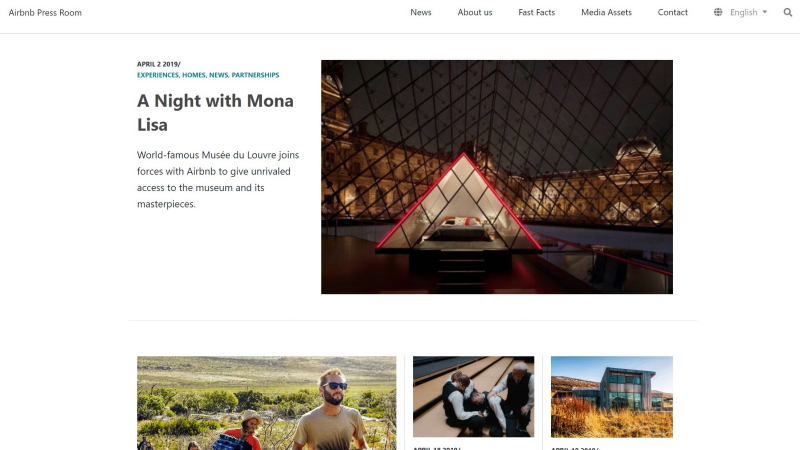 Airbnb Press Room
News
About us
Fast Facts
Media Assets
Contact
English
APRIL 2 2019/
EXPERIENCES, HOMES, NEWS, PARTNERSHIPS
A Night with Mona
Lisa
World-famous Musée du Louvre joins
forces with Airbnb to give unrivaled
access to the museum and its
masterpieces.